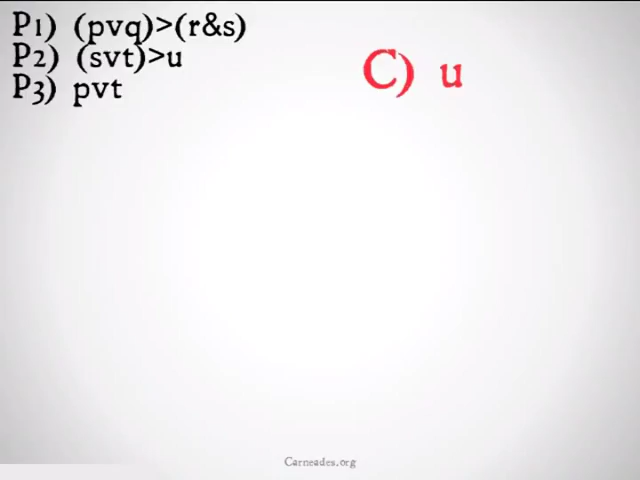 P1) (pvq)>(r&s)
P2) (svt)>u
P3) pvt
C) u
Carneades.org